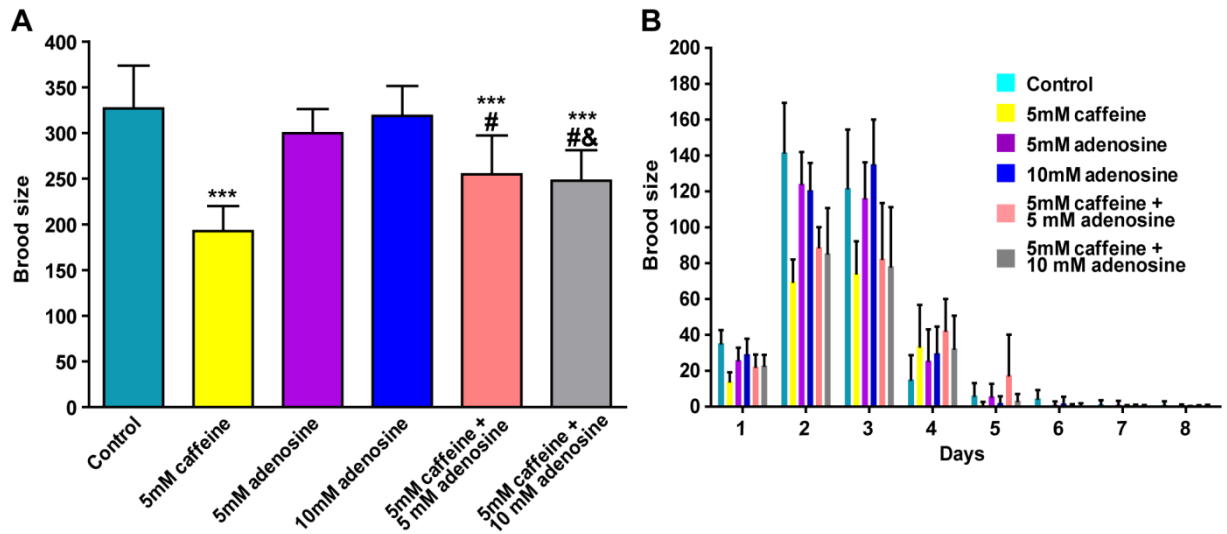 A
Brood size
400
350
300
250
200
150
100
50
0
***
***
#
***
#&
Control
5mM caffeine
5mM adenosine
10mM adenosine
5mM caffeine +
5 mM adenosine
5mM caffeine +
10 mM adenosine
B
Brood size
200
180
160
140
120
100
80
60
40
20
0
1 2 3 4 5 6 7 8
Days
Control
5mM caffeine
5mM adenosine
10mM adenosine
5mM caffeine +
5 mM adenosine
5mM caffeine +
10 mM adenosine